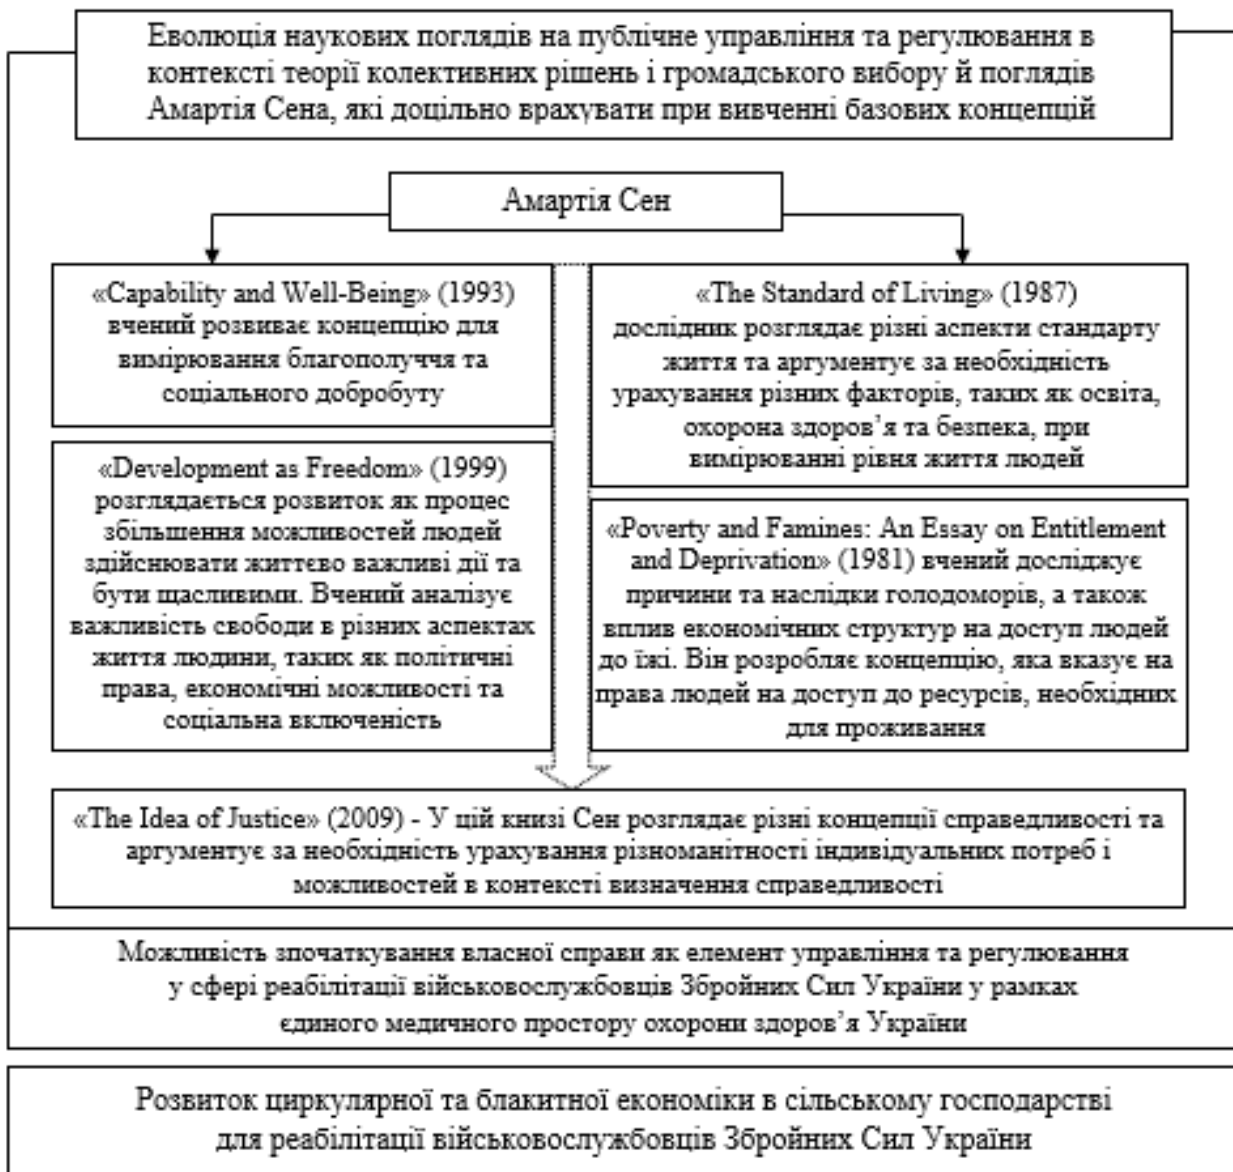 Еволюція наукових поглядів на публічне управління та регулювання в
контексті теорії колективних рішень і громадського вибору й поглядів
Амартія Сена, які доцільно врахувати при вивченні базових концепцій
Амартія Сен
«Capability and Well-Being» (1993)
вчений розвиває концепцію для
вимірювання благополуччя та
соціального добробуту
«Development as Freedom» (1999)
розглядається розвиток як процес
збільшення можливостей людей
здійснювати життєво важливі дії та
бути щасливими. Вчений аналізує
важливість свободи в різних аспектах
життя людини, таких як політичні
права, економічні можливості та
соціальна включеність
«The Standard of Living» (1987)
дослідник розглядає різні аспекти стандарту
життя та аргументує за необхідність
урахування різних факторів, таких як освіта,
охорона здоров’я та безпека, при
вимірюванні рівня життя людей
«Poverty and Famines: An Essay on Entitlement
and Deprivation» (1981) вчений досліджує
причини та наслідки голодоморів, а також
вплив економічних структур на доступ людей
до їжі. Він розробляє концепцію, яка вказує на
права людей на доступ до ресурсів, необхідних
для проживання
«The Idea of Justice» (2009) - У цій книзі Сен розглядає різні концепції справедливості та
аргументує за необхідність урахування різноманітності індивідуальних потреб і
можливостей в контексті визначення справедливості
Можливість зпочаткування власної справи як елемент управління та регулювання
у сфері реабілітації військовослужбовців Збройних Сил України у рамках
єдиного медичного простору охорони здоров’я України
Розвиток циркулярної та блакитної економіки в сільському господарстві
для реабілітації військовослужбовців Збройних Сил України